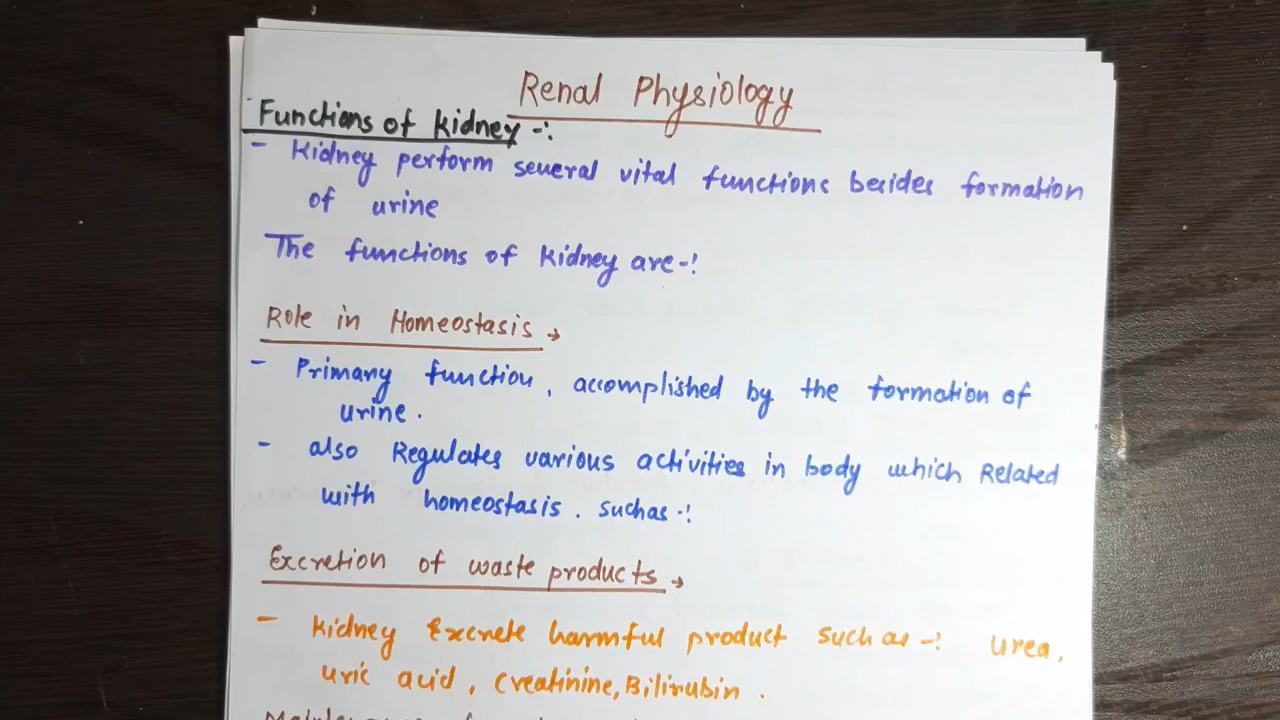 Renal Physiology
Functions of kidney -:
- Kidney perform several vital functions besides formation
of urine
The functions of kidney are-!
Role in Homeostasis →
- Primary function, accomplished by the formation of
urine.
- also Regulates various activities in body which Related
with homeostasis. suchas -!
Excretion of waste products →
- Kidney Excrete harmful product such as -! urea,
uric acid, Creatinine, Bilirubin.